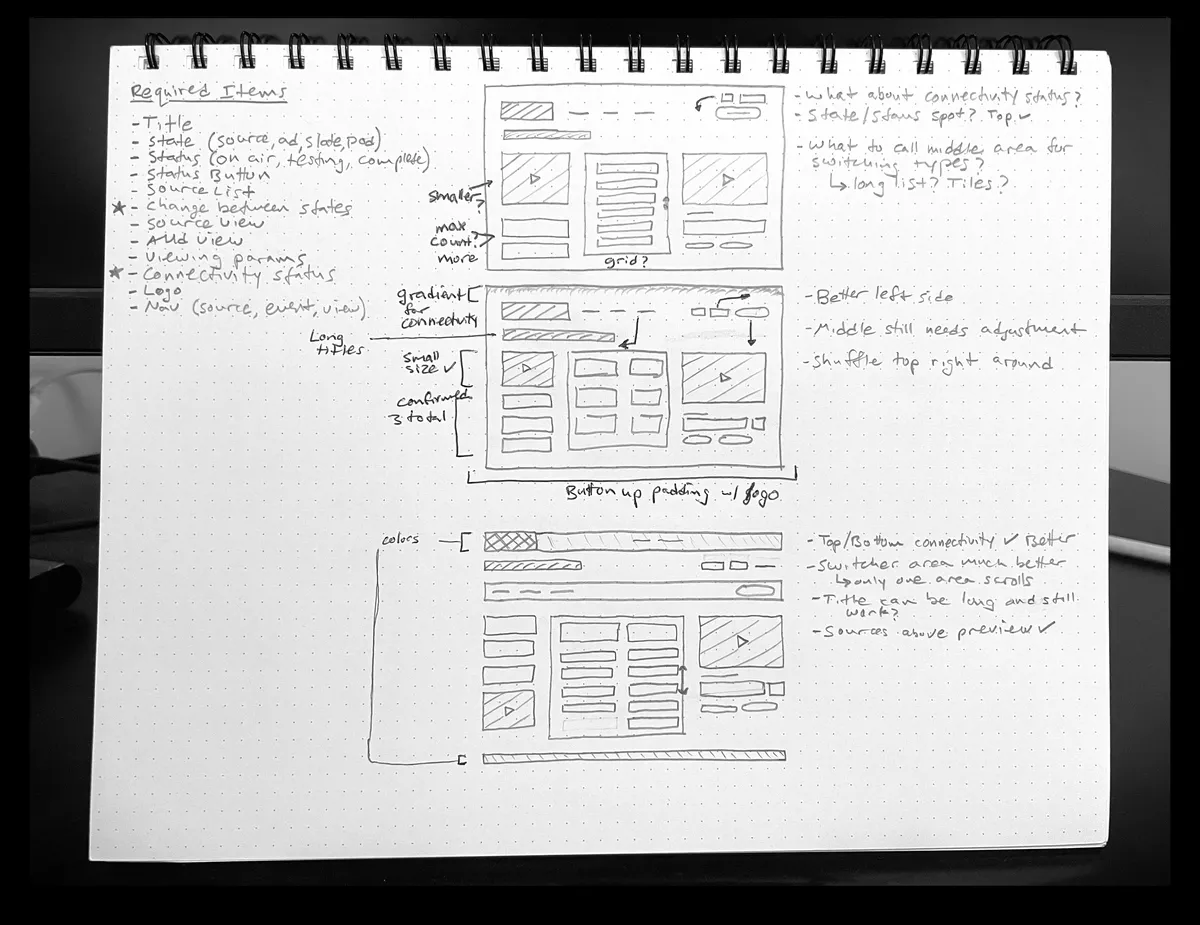 Required Items
- Title
- State (source, ad, slate, pod)
- Status (on air, testing, complete)
- Status Button
- Source List
★ - Change between states
- Source View
- Add View
- Viewing params
★ - Connectivity status
- Logo
- Nav (source, event, view)
smaller?
max
count?
more
grid?
- What about connectivity status?
- State/Status spot? Top ✓
- What to call middle area for
switching types?
↳ long list? Tiles?
gradient
for
connectivity
Long
titles
small
size ✓
confirmed
3 total
Button up padding w/ logo
- Better left side
- Middle still needs adjustment
- Shuffle top right around
colors
- Top/Bottom connectivity ✓ Better
- Switcher area much better
↳ only one area scrolls
- Title can be long and still
work?
- Sources above preview ✓